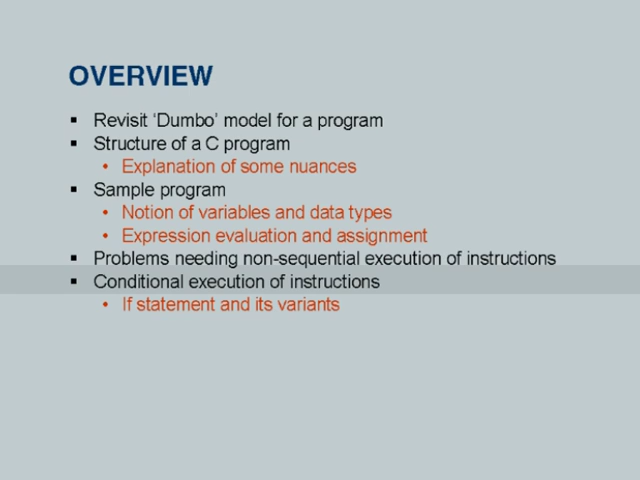 OVERVIEW
▪ Revisit 'Dumbo' model for a program
▪ Structure of a C program
• Explanation of some nuances
▪ Sample program
• Notion of variables and data types
• Expression evaluation and assignment
▪ Problems needing non-sequential execution of instructions
▪ Conditional execution of instructions
• If statement and its variants